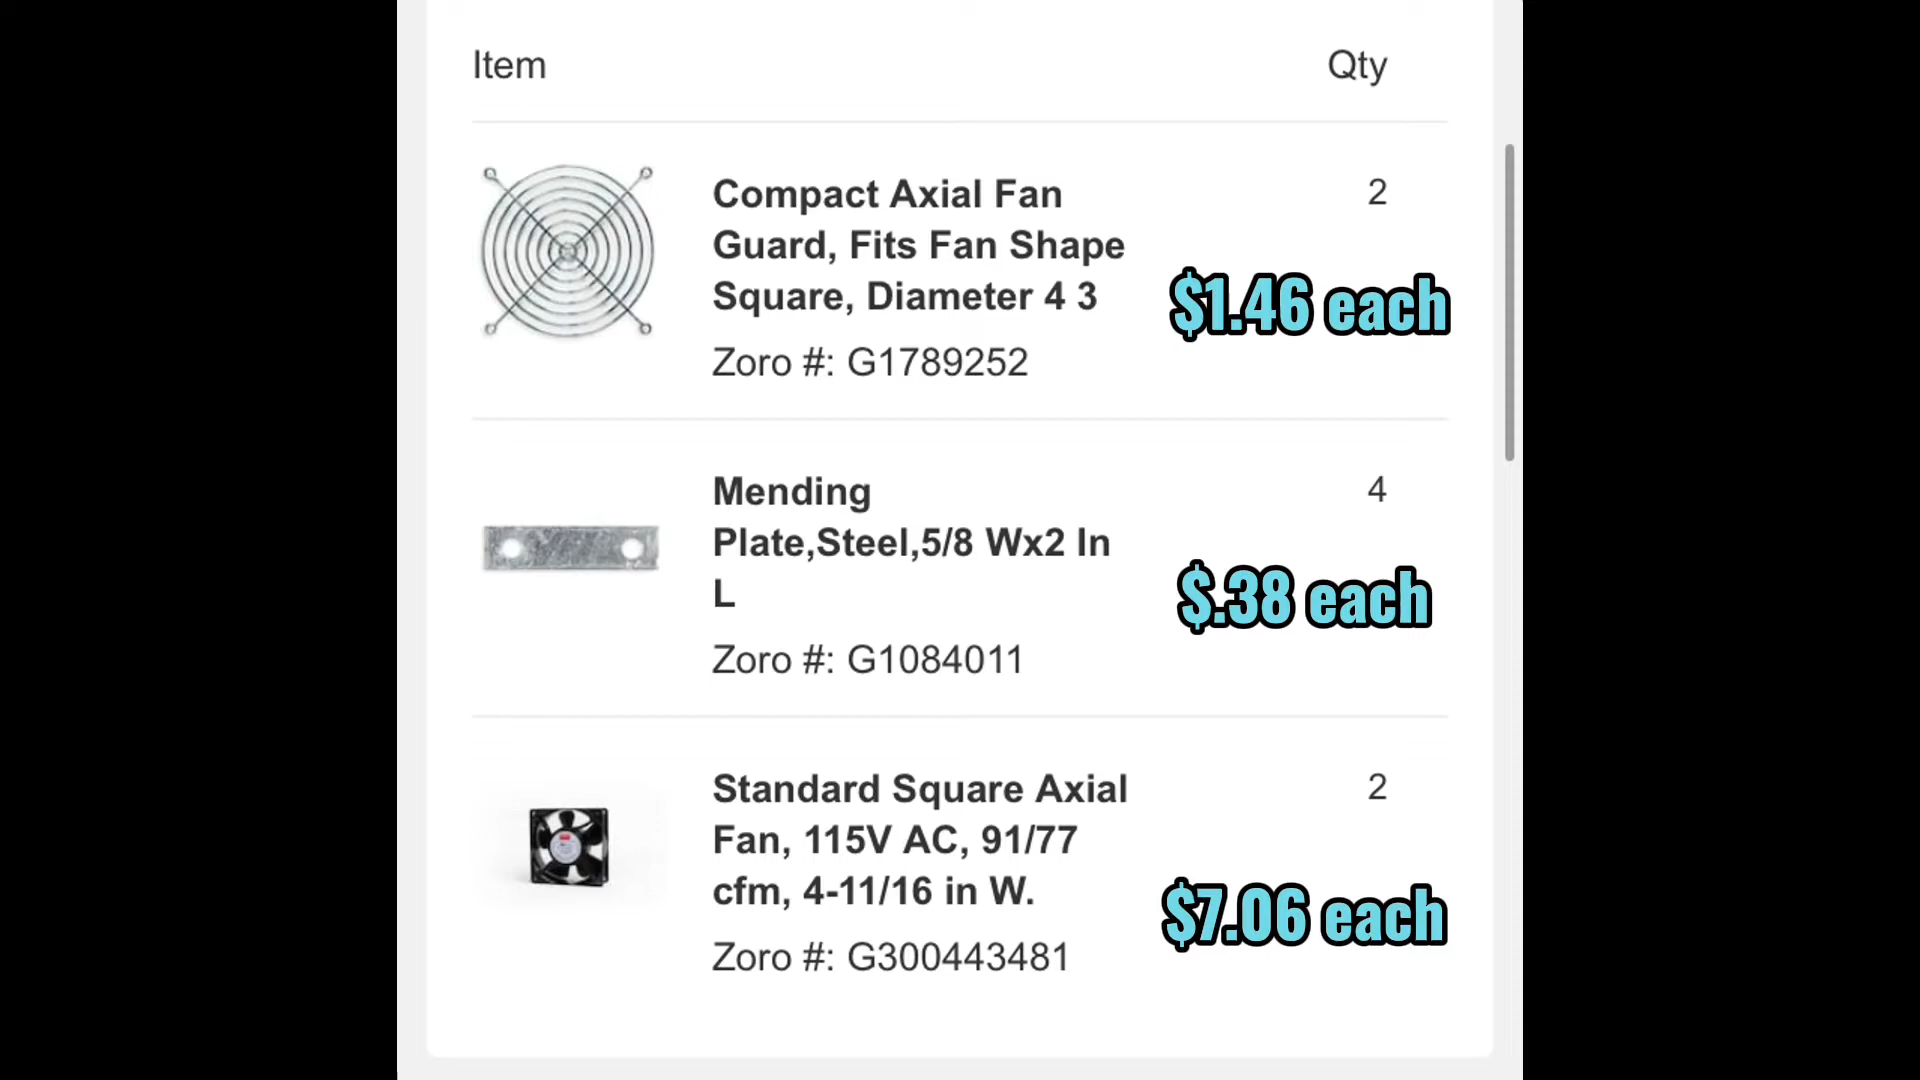 Item
Qty
Compact Axial Fan
Guard, Fits Fan Shape
Square, Diameter 4 3
Zoro #: G1789252
2
$1.46 each
Mending
Plate,Steel,5/8 Wx2 In
L
Zoro #: G1084011
4
$.38 each
Standard Square Axial
Fan, 115V AC, 91/77
cfm, 4-11/16 in W.
Zoro #: G300443481
2
$7.06 each